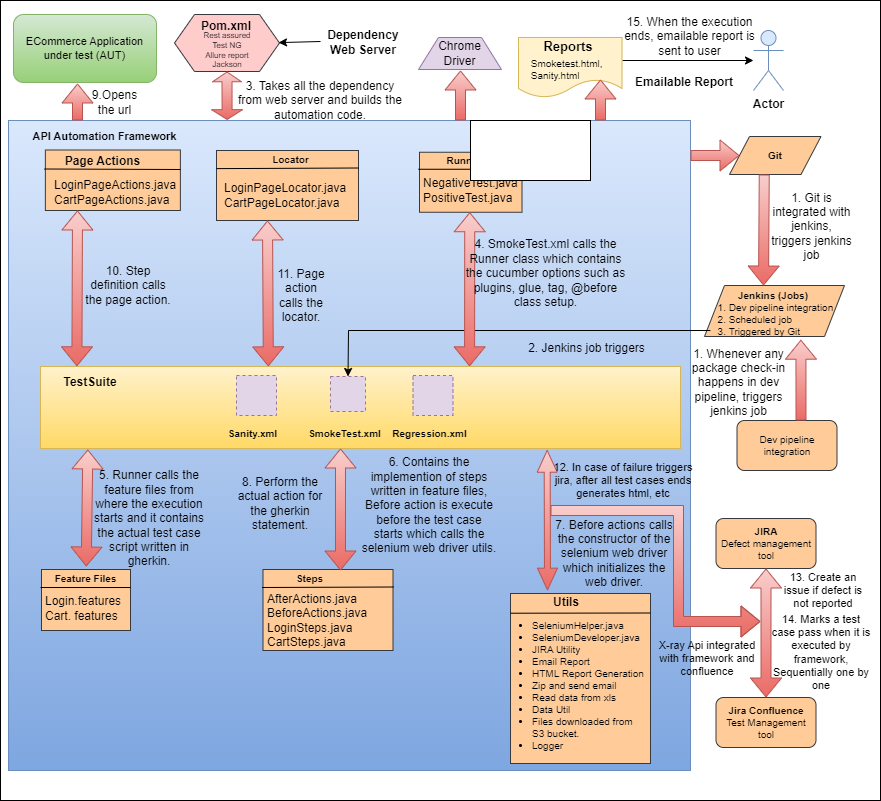 ECommerce Application
under test (AUT)
Pom.xml
Rest assured
Test NG
Allure report
Jackson
Dependency
Web Server
Chrome
Driver
Reports
Smoketest.html,
Sanity.html
15. When the execution
ends, emailable report is
sent to user
Emailable Report
Actor
9.Opens
the url
3. Takes all the dependency
from web server and builds the
automation code.
API Automation Framework
Page Actions
LoginPageActions.java
CartPageActions.java
Locator
LoginPageLocator.java
CartPageLocator.java
NegativeTest.java
PositiveTest.java
Git
1. Git is
integrated with
jenkins,
triggers jenkins
job
10. Step
definition calls
the page action.
11. Page
action
calls the
locator.
4. SmokeTest.xml calls the
Runner class which contains
the cucumber options such as
plugins, glue, tag, @before
class setup.
Jenkins (Jobs)
1. Dev pipeline integration
2. Scheduled job
3. Triggered by Git
2. Jenkins job triggers
1. Whenever any
package check-in
happens in dev
pipeline, triggers
jenkins job
Dev pipeline
integration
TestSuite
Sanity.xml
SmokeTest.xml
Regression.xml
5. Runner calls the
feature files from
where the execution
starts and it contains
the actual test case
script written in
gherkin.
8. Perform the
actual action for
the gherkin
statement.
6. Contains the
implemention of steps
written in feature files,
Before action is execute
before the test case
starts which calls the
selenium web driver utils.
12. In case of failure triggers
jira, after all test cases ends
generates html, etc
7. Before actions calls
the constructor of the
selenium web driver
which initializes the
web driver.
Feature Files
Login.features
Cart. features
Steps
AfterActions.java
BeforeActions.java
LoginSteps.java
CartSteps.java
Utils
SeleniumHelper.java
SeleniumDeveloper.java
JIRA Utility
Email Report
HTML Report Generation
Zip and send email
Read data from xls
Data Util
Files downloaded from
S3 bucket.
Logger
JIRA
Defect management
tool
13. Create an
issue if defect is
not reported
14. Marks a test
case pass when it is
executed by
framework,
Sequentially one by
one
X-ray Api integrated
with framework and
confluence
Jira Confluence
Test Management
tool